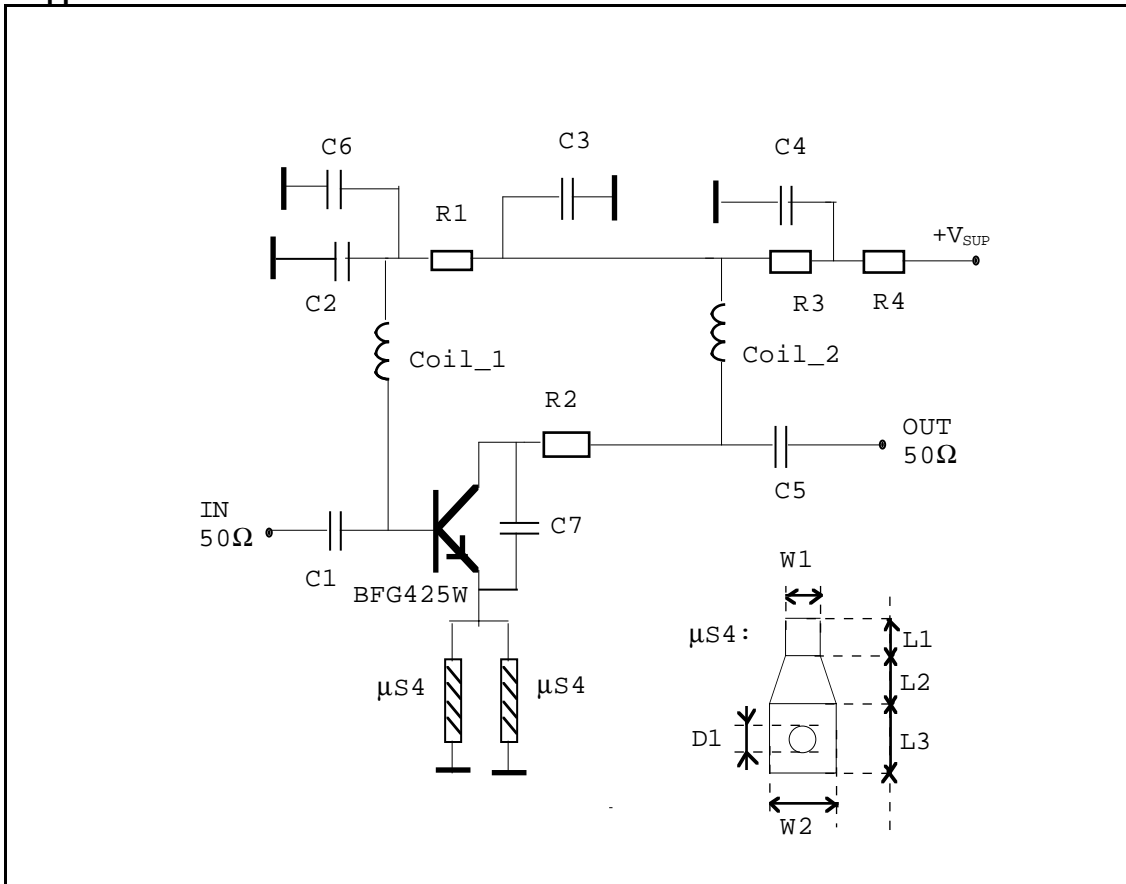 C6
C3
C4
R1
+VSUP
C2
R3
R4
Coil_1
Coil_2
R2
OUT
50Ω
C5
IN
50Ω
C7
C1
BFG425W
W1
µS4:
L1
µS4
µS4
L2
D1
L3
W2